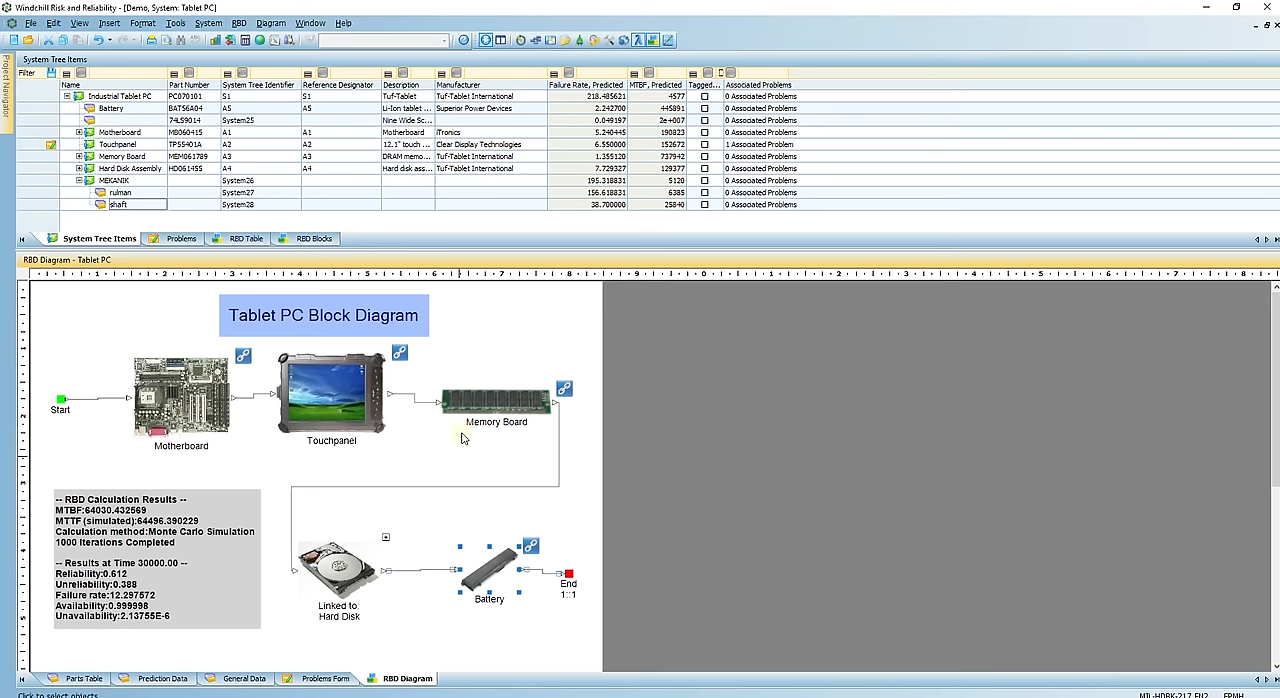 Windchill Risk and Reliability - [Demo, System: Tablet PC]
File Edit View Insert Format Tools System RBD Diagram Window Help
Project Navigator
System Tree Items
Filter
Name Part Number System Tree Identifier Reference Designator Description Manufacturer Failure Rate, Predicted MTBF, Predicted Tagged... Associated Problems
Industrial Tablet PC PC070101 S1 S1 Tuf-Tablet Tuf-Tablet International 218.485621 4577 0 Associated Problems
Battery BAT56A04 A5 A5 Li-Ion tablet ... Superior Power Devices 2.242700 445891 0 Associated Problems
74LS9014 System25 Nine Wide Sc... 0.049197 2e+007 0 Associated Problems
Motherboard MB060415 A1 A1 Motherboard iTronics 5.240445 190823 0 Associated Problems
Touchpanel TP55401A A2 A2 12.1" touch ... Clear Display Technologies 6.550000 152672 1 Associated Problem
Memory Board MEM061789 A3 A3 DRAM memo... Tuf-Tablet International 1.355120 737942 0 Associated Problems
Hard Disk Assembly HD061455 A4 A4 Hard disk ass... Tuf-Tablet International 7.729327 129377 0 Associated Problems
MEKANIK System26 195.318831 5120 0 Associated Problems
rulman System27 156.618831 6385 0 Associated Problems
shaft System28 38.700000 25840 0 Associated Problems
System Tree Items Problems RBD Table RBD Blocks
RBD Diagram - Tablet PC
Tablet PC Block Diagram
Start
Motherboard
Touchpanel
Memory Board
-- RBD Calculation Results --
MTBF:64030.432569
MTTF (simulated):64496.390229
Calculation method:Monte Carlo Simulation
1000 Iterations Completed
-- Results at Time 30000.00 --
Reliability:0.612
Unreliability:0.388
Failure rate:12.297572
Availability:0.999998
Unavailability:2.13755E-6
Linked to:
Hard Disk
Battery
End
1::1
Parts Table Prediction Data General Data Problems Form RBD Diagram
Click to select objects MIL-HDBK-217 FN2 FPMH